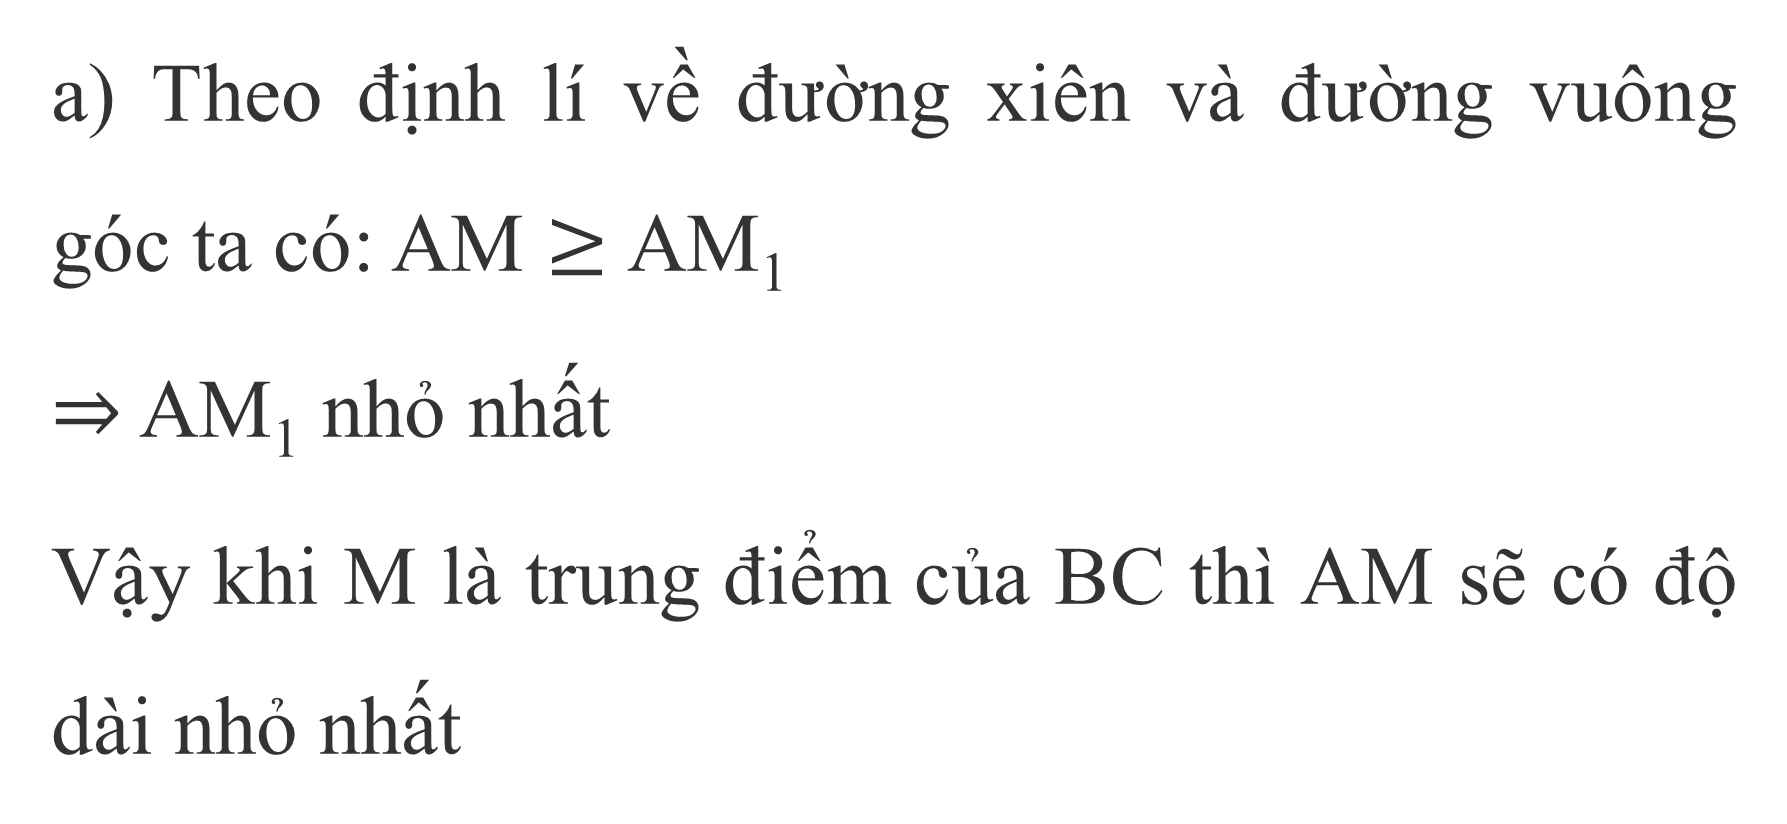 a) Theo định lí về đường xiên và đường vuông
góc ta có: AM ≥ AM₁
⇒ AM₁ nhỏ nhất
Vậy khi M là trung điểm của BC thì AM sẽ có độ
dài nhỏ nhất